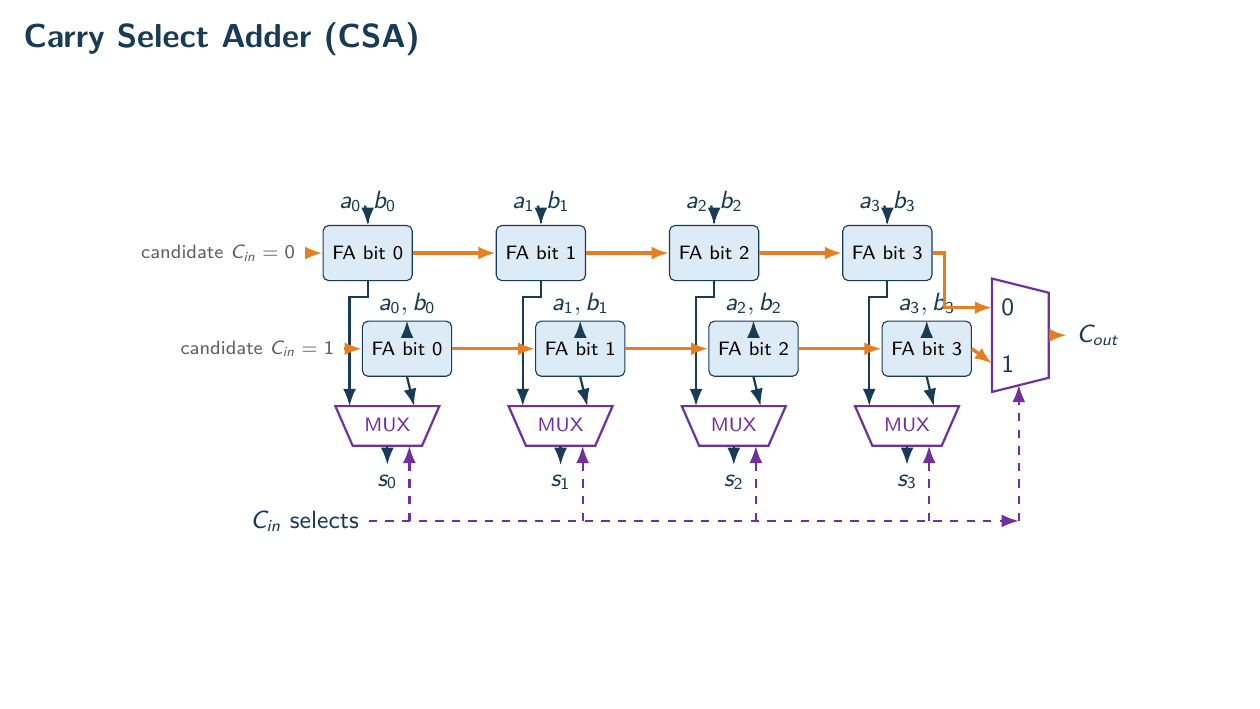 Carry Select Adder (CSA)
a₀, b₀ a₁, b₁ a₂, b₂ a₃, b₃
candidate Cᵢₙ = 0 FA bit 0 FA bit 1 FA bit 2 FA bit 3
a₀, b₀ a₁, b₁ a₂, b₂ a₃, b₃ 0
Cₒᵤₜ
candidate Cᵢₙ = 1 FA bit 0 FA bit 1 FA bit 2 FA bit 3 1
MUX MUX MUX MUX
s₀ s₁ s₂ s₃
Cᵢₙ selects